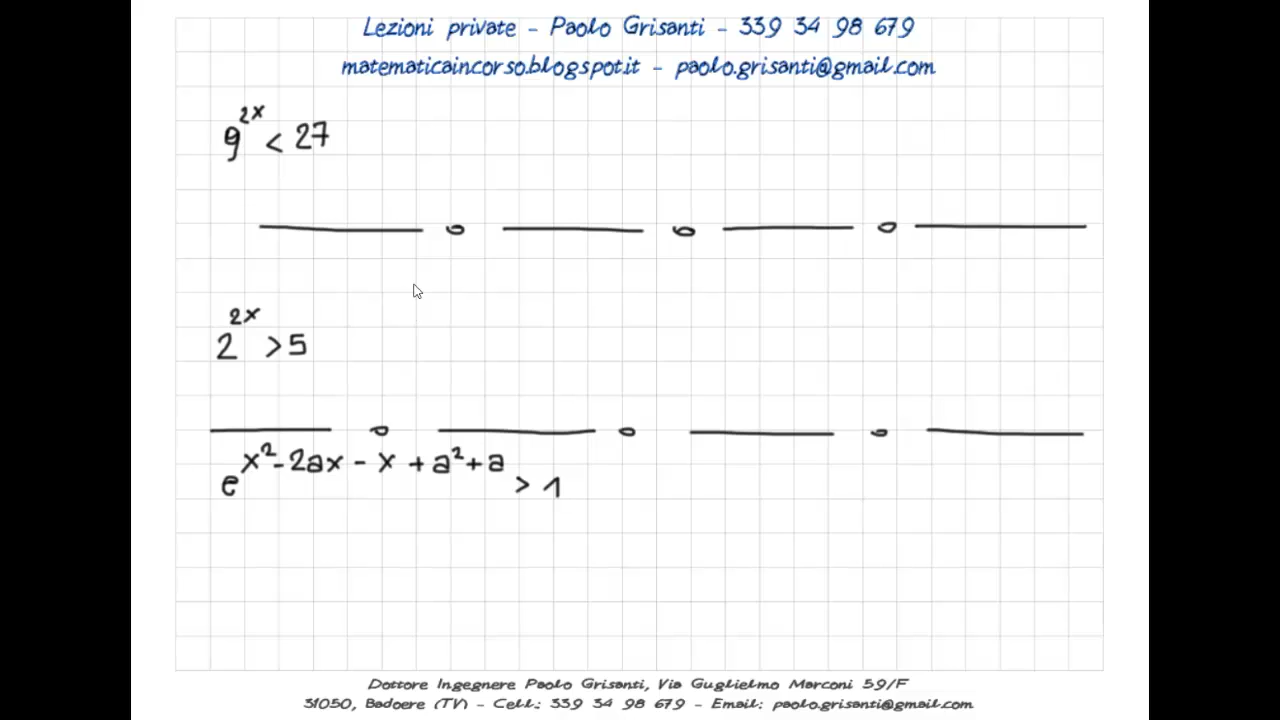 Lezioni private - Paolo Grisanti - 339 34 98 679
matematicaincorso.blogspot.it - paolo.grisanti@gmail.com
9^{2x} < 27
2^{2x} > 5
e^{x²-2ax-x+a²+a} > 1
Dottore Ingegnere Paolo Grisanti, Via Guglielmo Marconi 59/F
31050, Badoere (TV) - Cell.: 339 34 98 679 - Email: paolo.grisanti@gmail.com